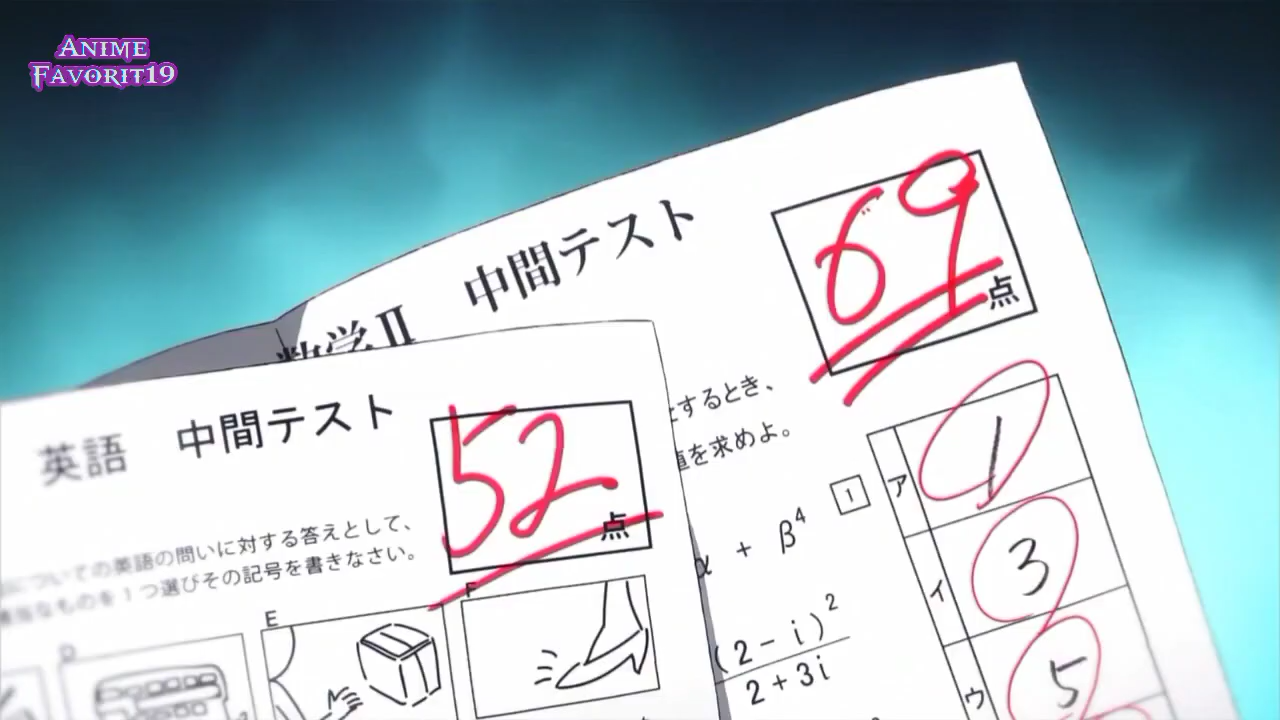 ANIME
FAVORIT19
数学II 中間テスト
69
点
英語 中間テスト
52
点
するとき、
を求めよ。
1
ア
1
イ
3
ウ
5
α + β⁴
(2-i)²
2+3i
についての英語の問いに対する答えとして、
なものを1つ選びその記号を書きなさい。
D
E
F